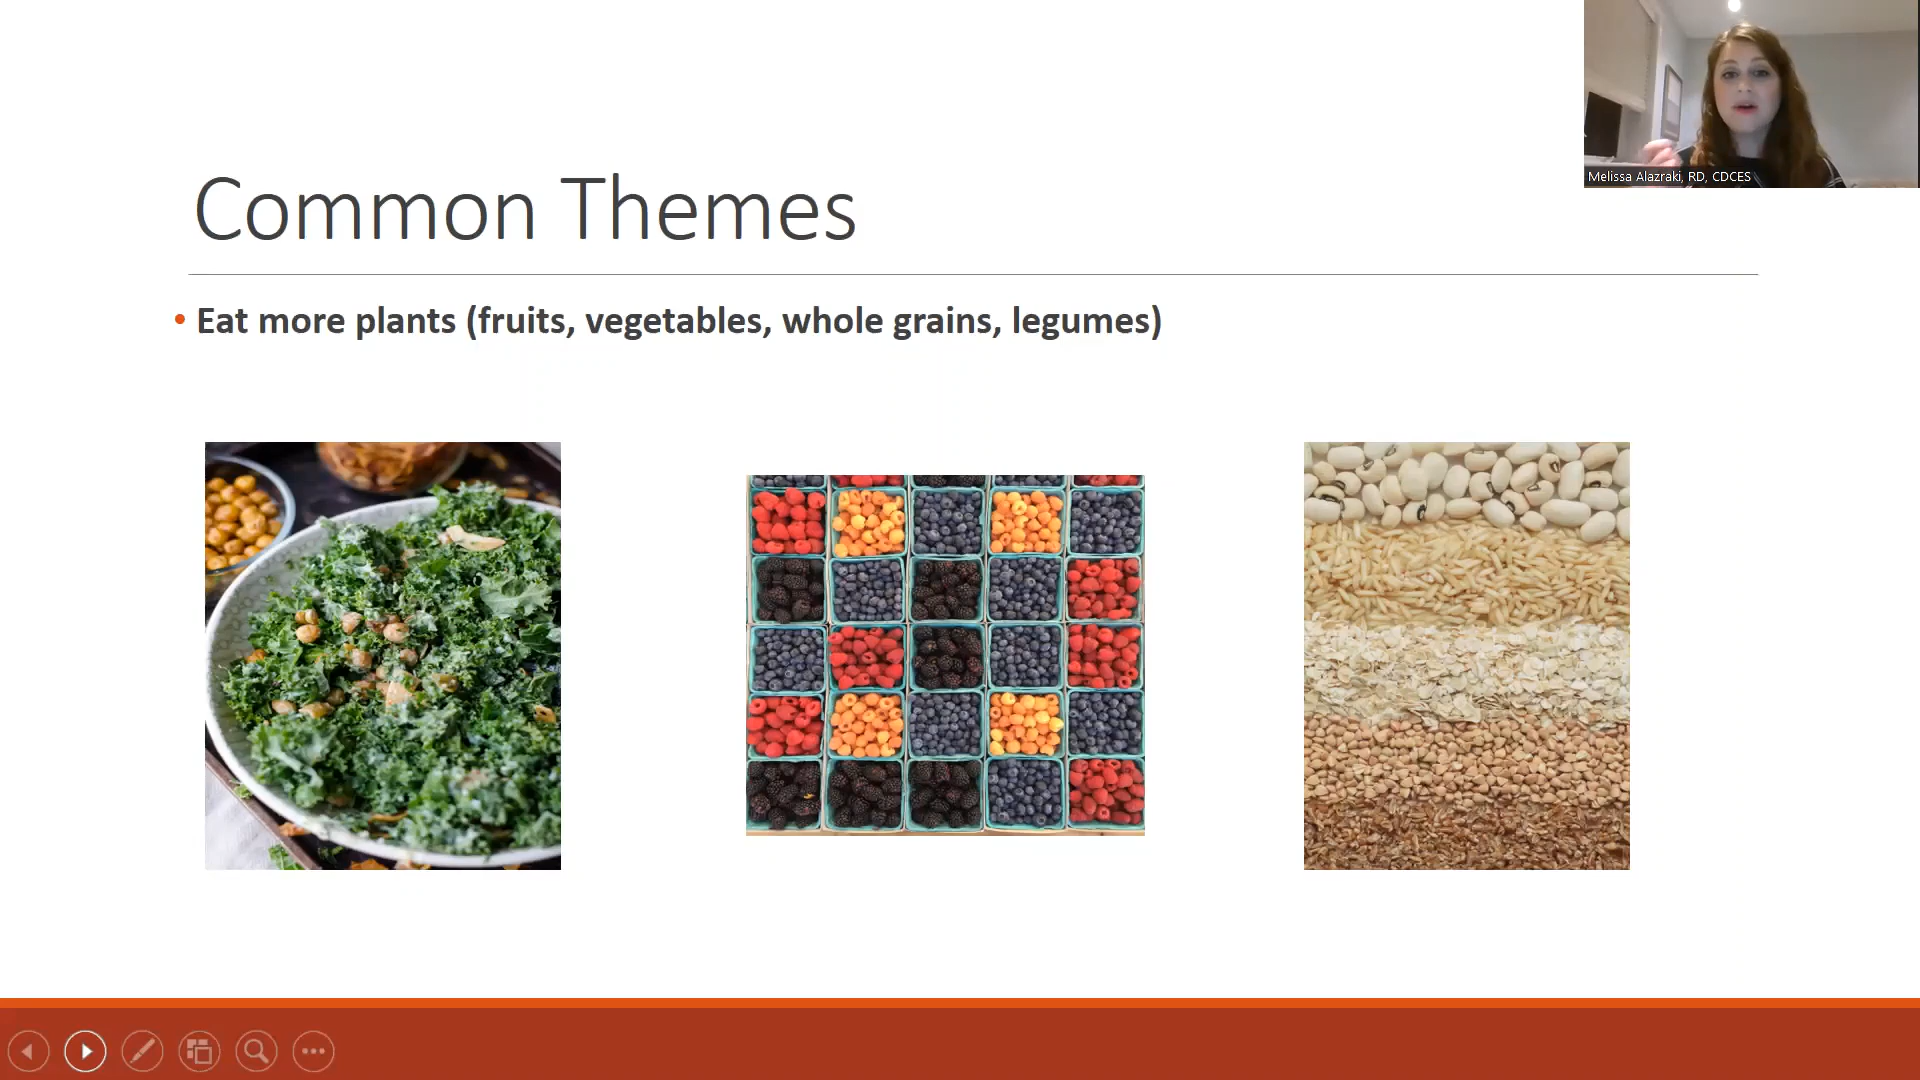 Melissa Alazraki, RD, CDCES
Common Themes
• Eat more plants (fruits, vegetables, whole grains, legumes)